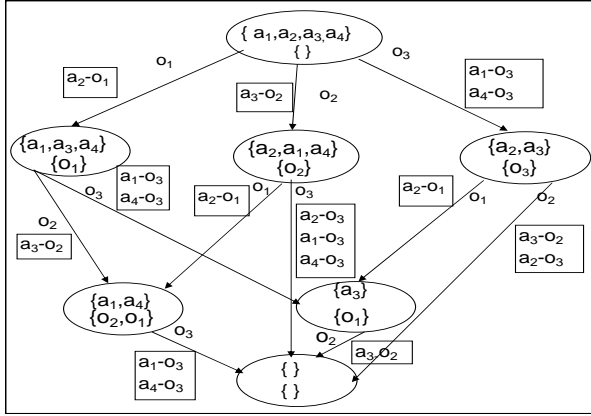 { a₁,a₂,a₃,a₄}
{ }
o₁
o₃
a₂-o₁
a₃-o₂
o₂
a₁-o₃
a₄-o₃
{a₁,a₃,a₄}
{o₁}
{a₂,a₁,a₄}
{o₂}
{a₂,a₃}
{o₃}
o₃
a₁-o₃
a₄-o₃
a₂-o₁
o₁
o₃
a₂-o₁
o₁
o₂
o₂
a₃-o₂
a₂-o₃
a₁-o₃
a₄-o₃
a₃-o₂
a₂-o₃
{a₁,a₄}
{o₂,o₁}
{a₃}
{o₁}
o₃
o₂
a₃-o₂
a₁-o₃
a₄-o₃
{ }
{ }